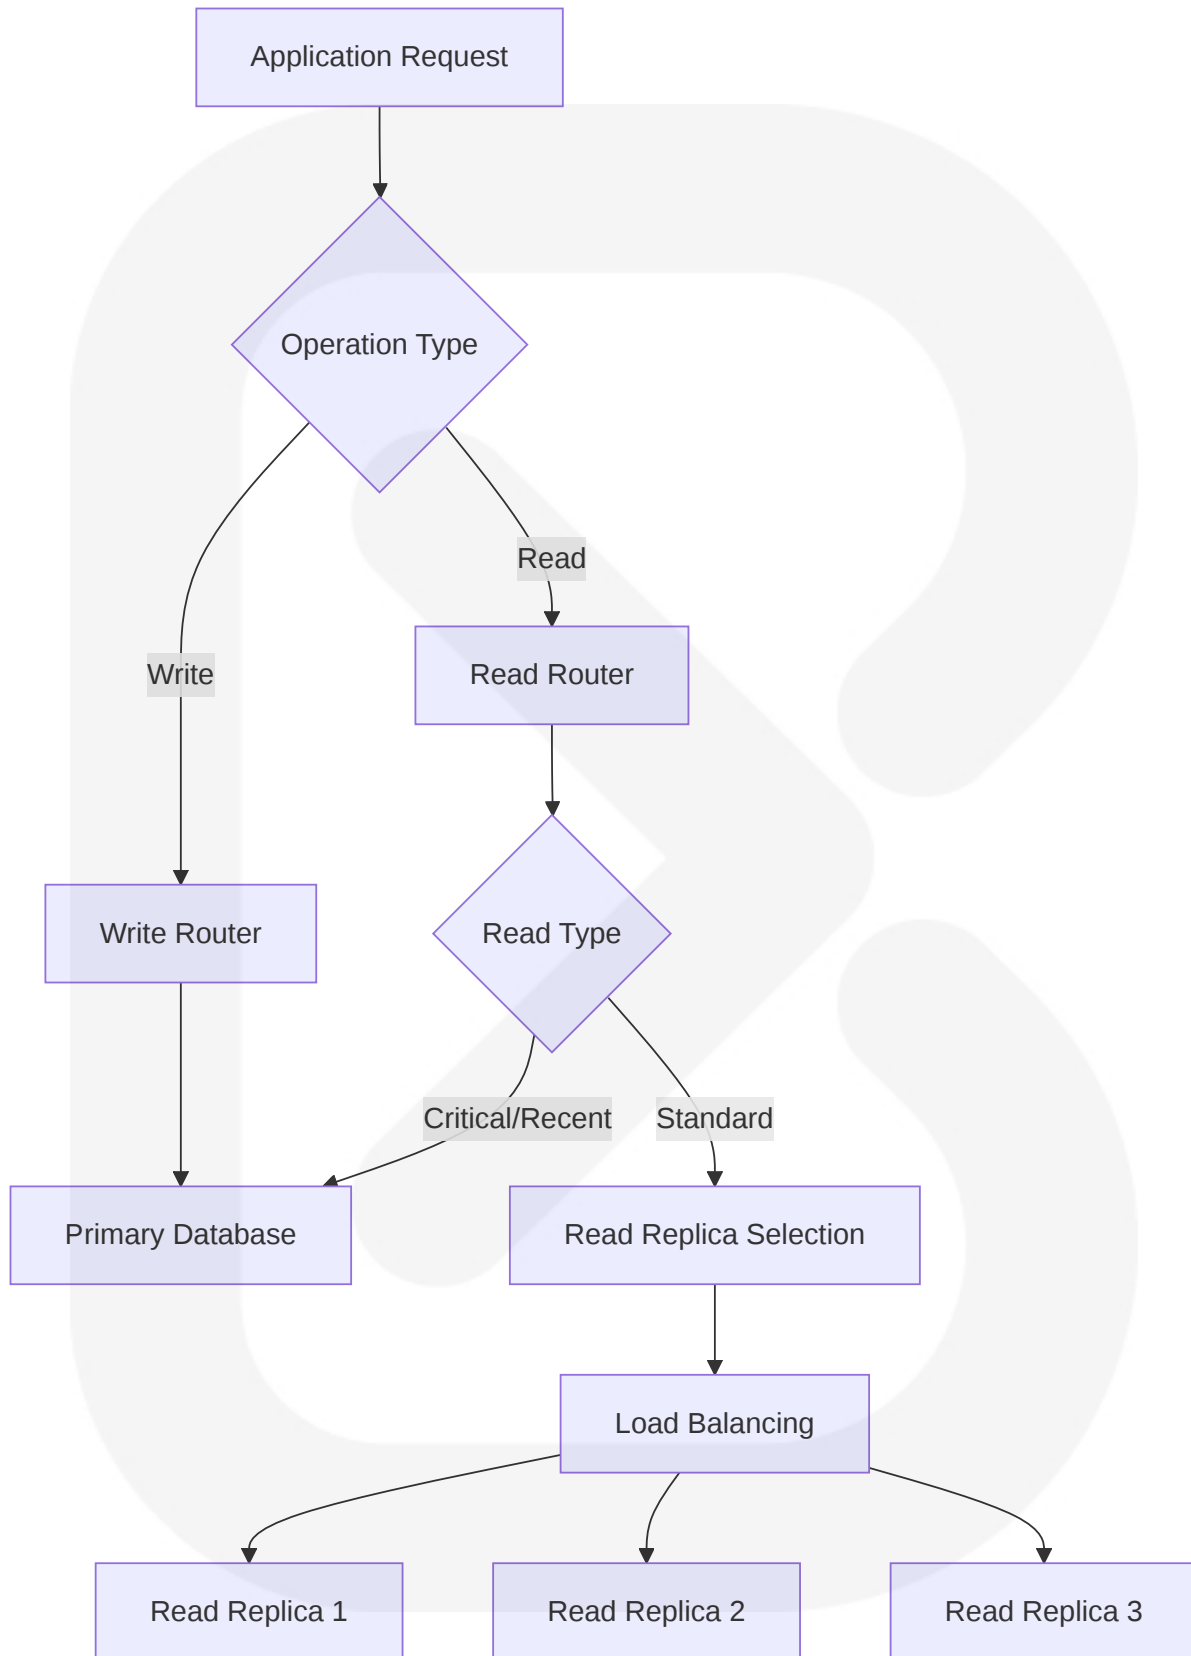 Application Request
Operation Type
Read
Write
Read Router
Write Router
Read Type
Critical/Recent
Standard
Primary Database
Read Replica Selection
Load Balancing
Read Replica 1
Read Replica 2
Read Replica 3